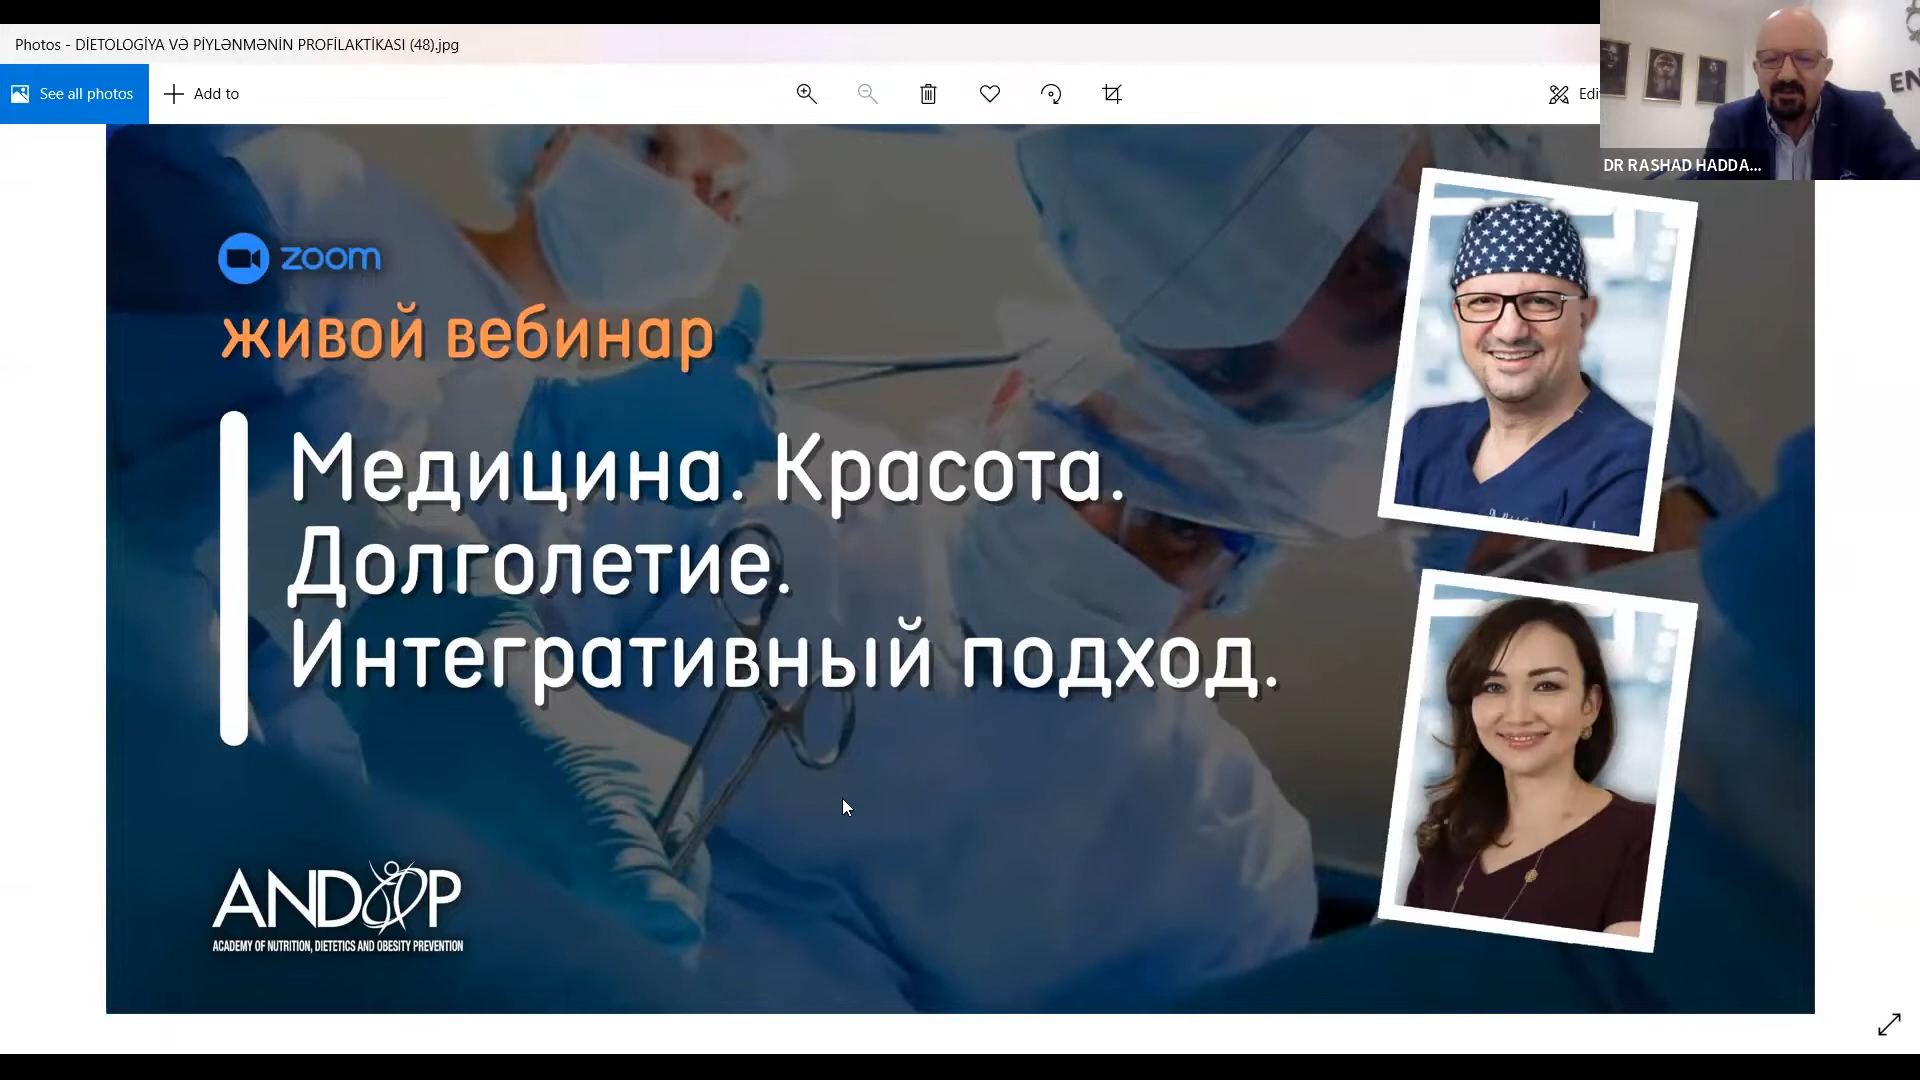 Photos - DİETOLOGİYA VƏ PİYLƏNMƏNİN PROFİLAKTİKASI (48).jpg
See all photos
Add to
DR RASHAD HADDA...
zoom
живой вебинар
Медицина. Красота.
Долголетие.
Интегративный подход.
ANDOP
ACADEMY OF NUTRITION, DIETETICS AND OBESITY PREVENTION